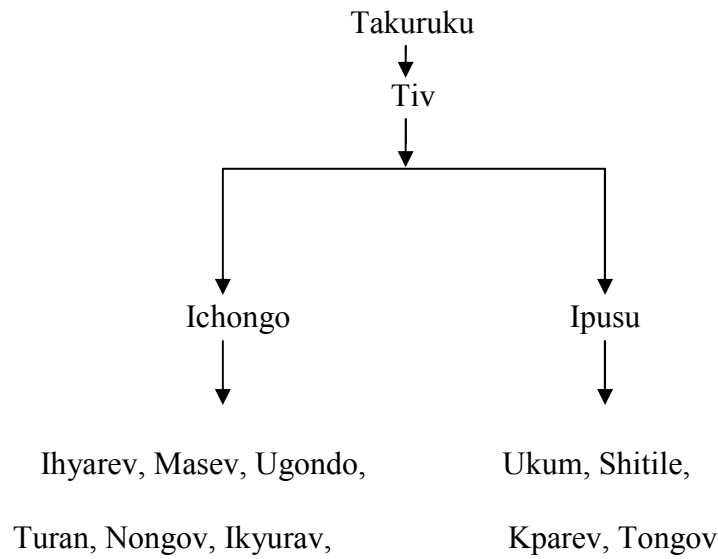 Takuruku
Tiv
Ichongo
Ipusu
Ihyarev, Masev, Ugondo,
Ukum, Shitile,
Turan, Nongov, Ikyurav,
Kparev, Tongov